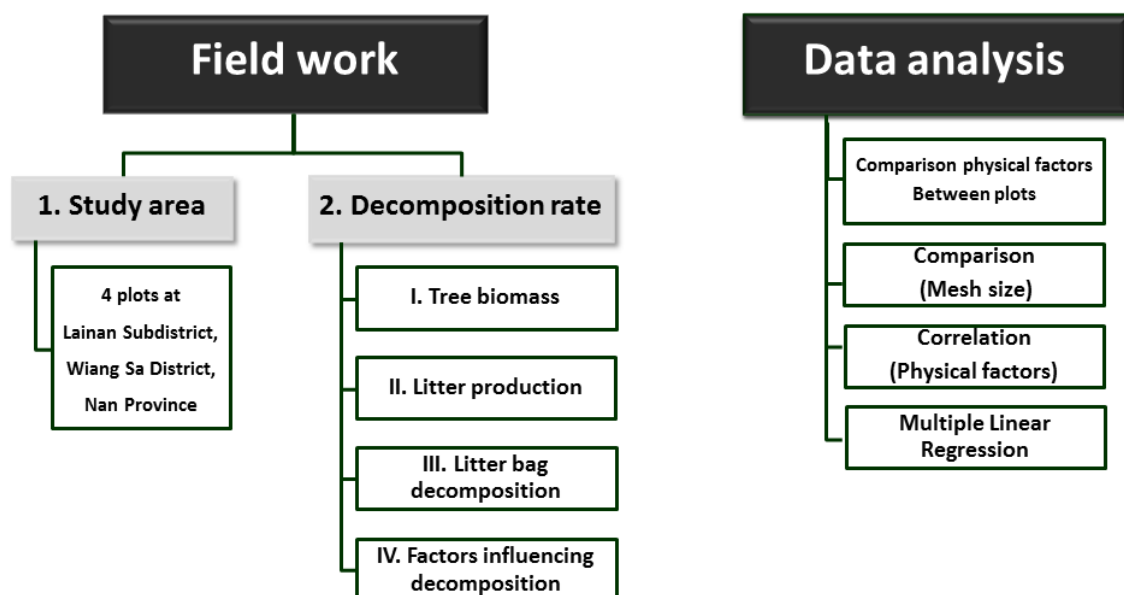 Field work
1. Study area
4 plots at
Lainan Subdistrict,
Wiang Sa District,
Nan Province
2. Decomposition rate
I. Tree biomass
II. Litter production
III. Litter bag
decomposition
IV. Factors influencing
decomposition
Data analysis
Comparison physical factors
Between plots
Comparison
(Mesh size)
Correlation
(Physical factors)
Multiple Linear
Regression